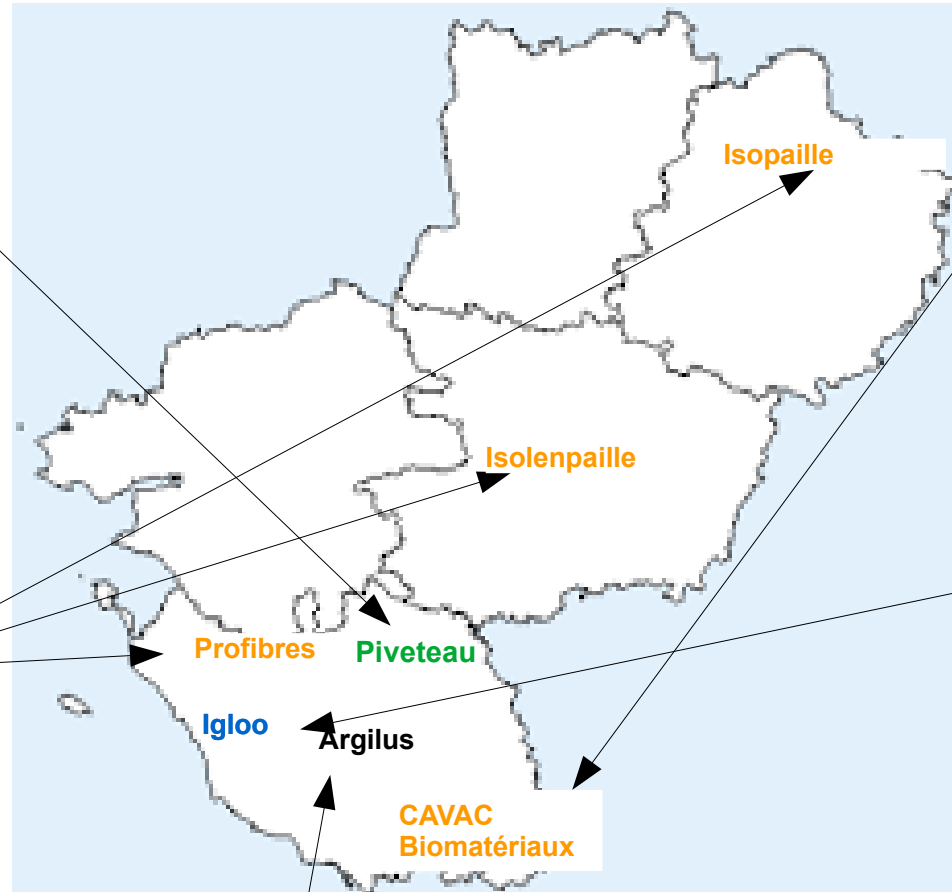 Isopaille
Isolenpaille
Profibres
Piveteau
Igloo
Argilus
CAVAC
Biomatériaux